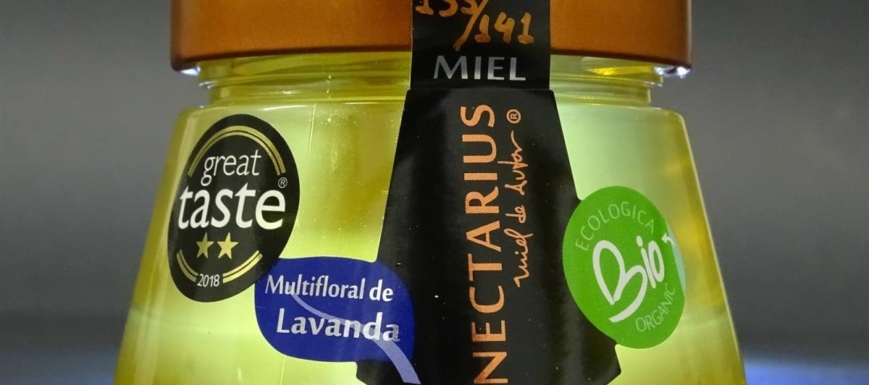 141
MIEL
NECTARIUS®
miel de Autor
great
taste®
2018
Multifloral de
Lavanda
ECOLOGICA
Bio
ORGANIC